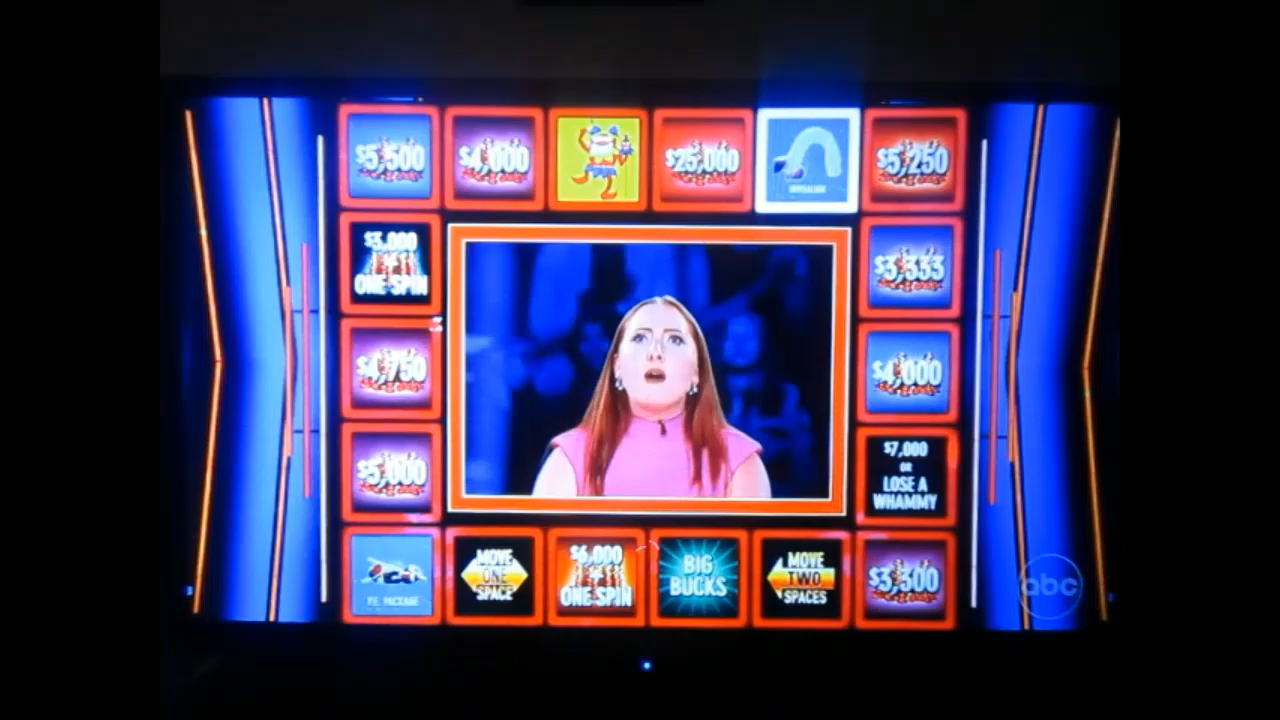 $5,500
$4,000
$25,000
$5,250
$3,000
ONE SPIN
$3,333
$4,750
$4,000
$5,000
$7,000
OR
LOSE A
WHAMMY
P.E. PACKAGE
MOVE
ONE
SPACE
$6,000
+
ONE SPIN
BIG
BUCKS
MOVE
TWO
SPACES
$3,500
abc